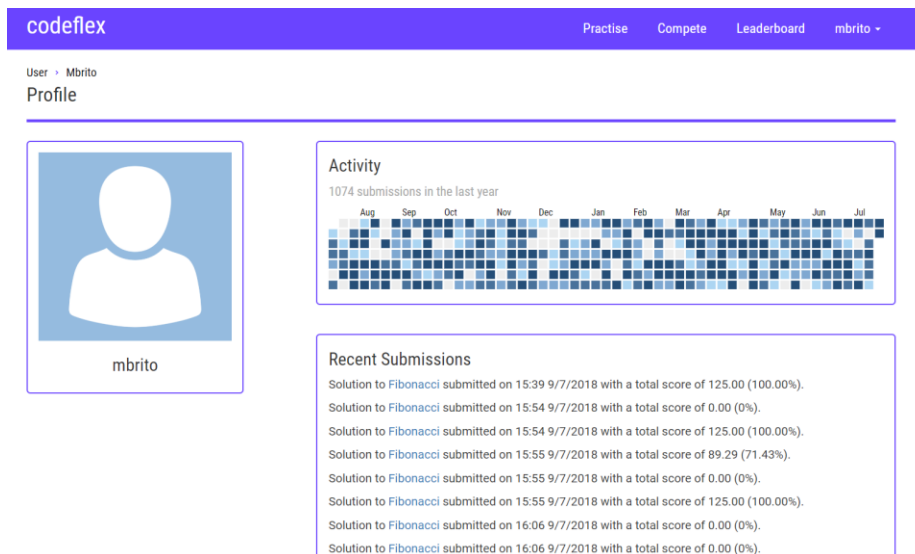 codeflex
Practise Compete Leaderboard mbrito
User › Mbrito
Profile
mbrito
Activity
1074 submissions in the last year
Aug Sep Oct Nov Dec Jan Feb Mar Apr May Jun Jul
Recent Submissions
Solution to Fibonacci submitted on 15:39 9/7/2018 with a total score of 125.00 (100.00%).
Solution to Fibonacci submitted on 15:54 9/7/2018 with a total score of 0.00 (0%).
Solution to Fibonacci submitted on 15:54 9/7/2018 with a total score of 125.00 (100.00%).
Solution to Fibonacci submitted on 15:55 9/7/2018 with a total score of 89.29 (71.43%).
Solution to Fibonacci submitted on 15:55 9/7/2018 with a total score of 0.00 (0%).
Solution to Fibonacci submitted on 15:55 9/7/2018 with a total score of 125.00 (100.00%).
Solution to Fibonacci submitted on 16:06 9/7/2018 with a total score of 0.00 (0%).
Solution to Fibonacci submitted on 16:06 9/7/2018 with a total score of 0.00 (0%).